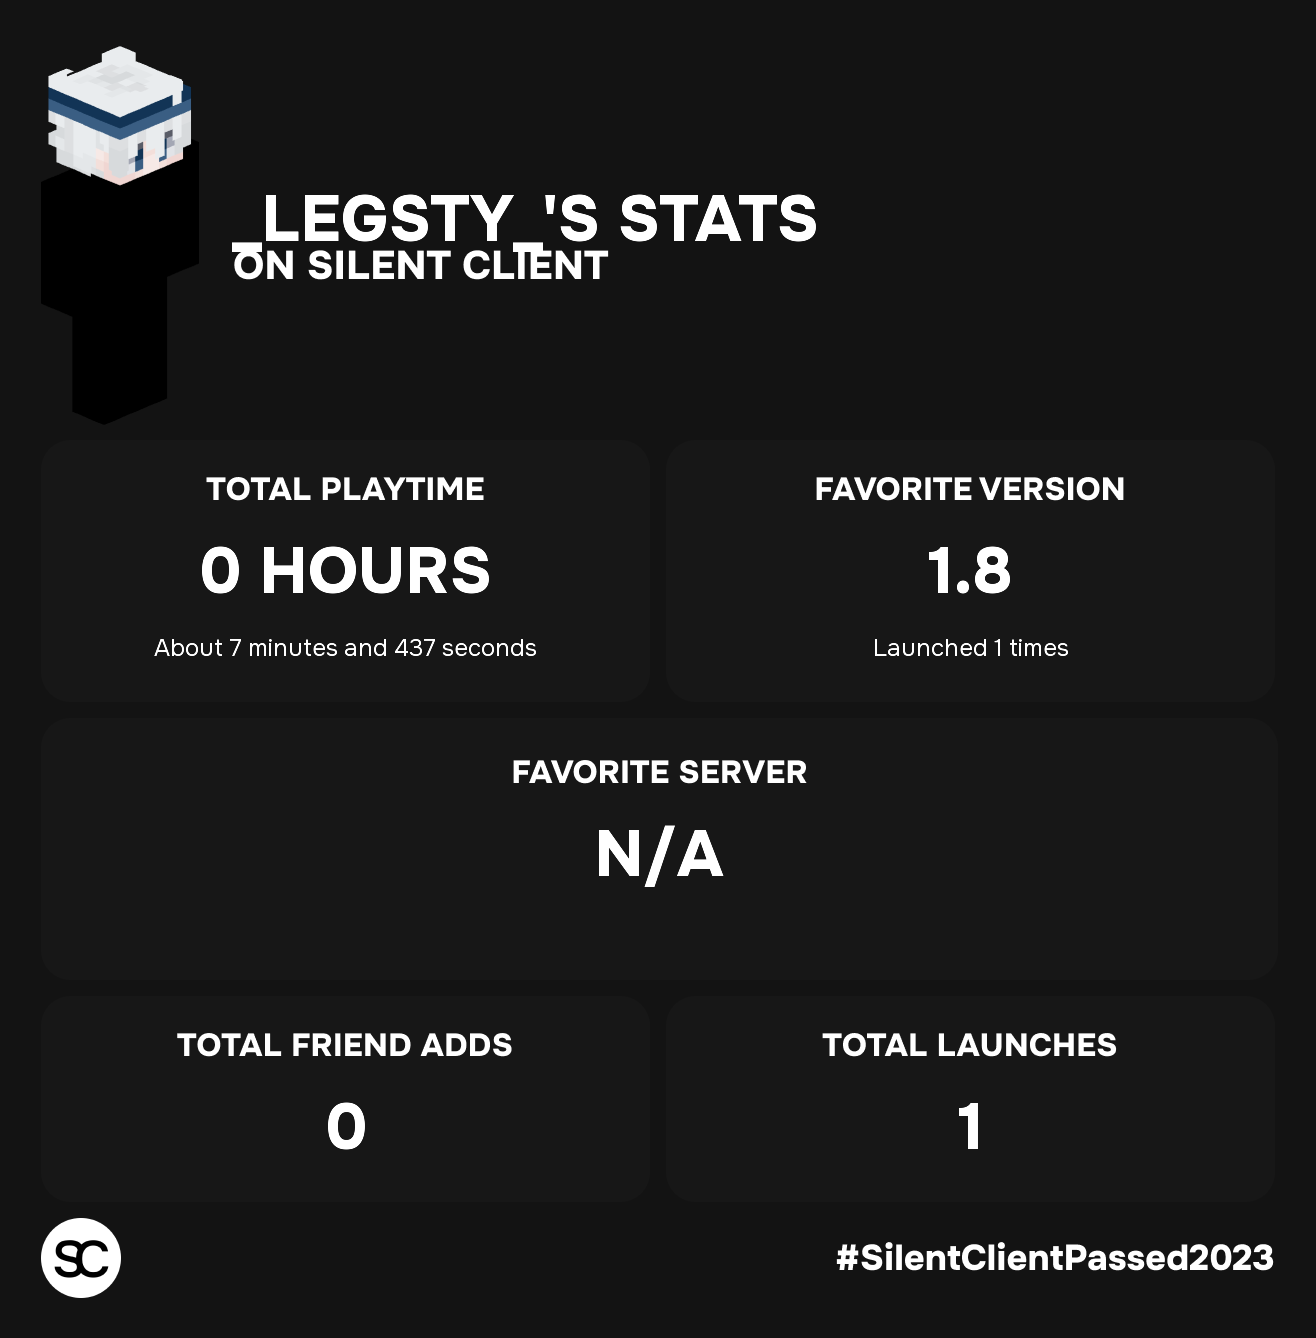 _LEGSTY_'S STATS
ON SILENT CLIENT
TOTAL PLAYTIME
0 HOURS
About 7 minutes and 437 seconds
FAVORITE VERSION
1.8
Launched 1 times
FAVORITE SERVER
N/A
TOTAL FRIEND ADDS
0
TOTAL LAUNCHES
1
SC
#SilentClientPassed2023